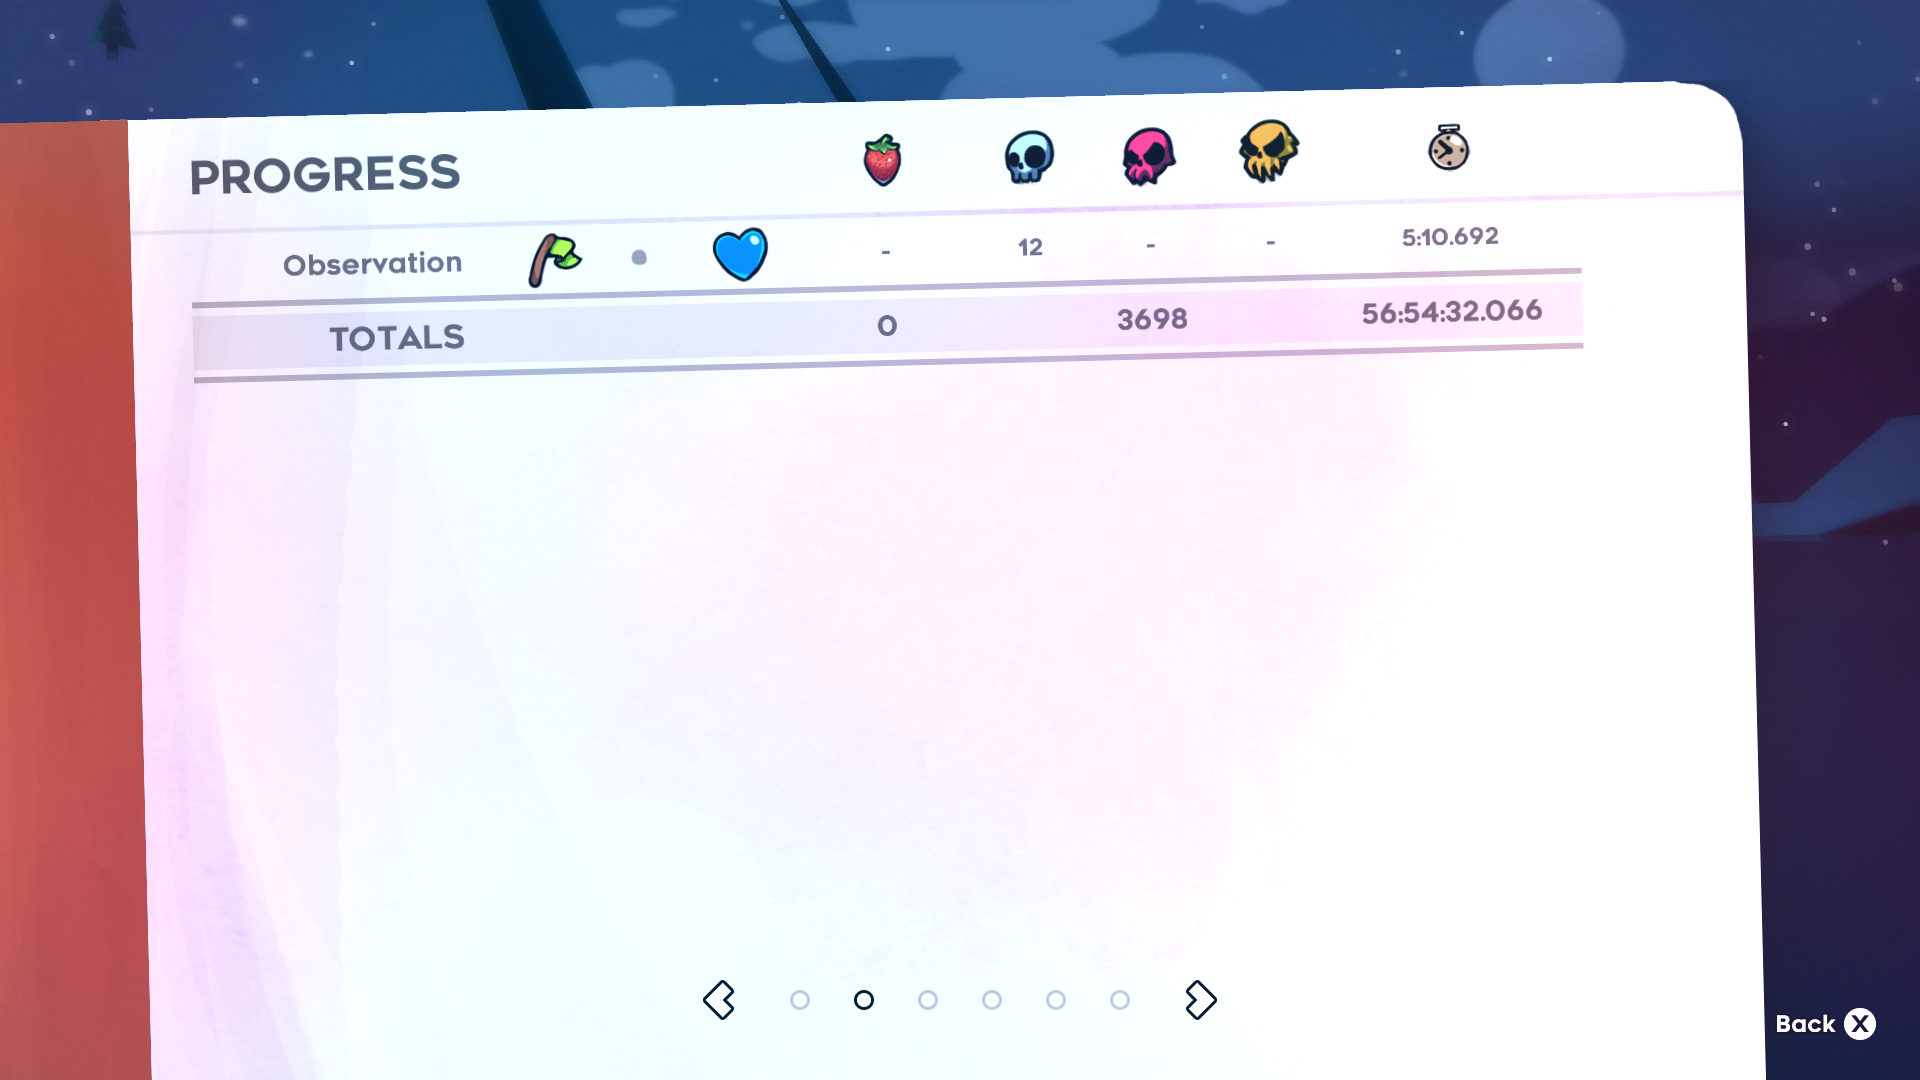 PROGRESS
Observation - 12 - - 5:10.692
TOTALS 0 3698 56:54:32.066
Back X